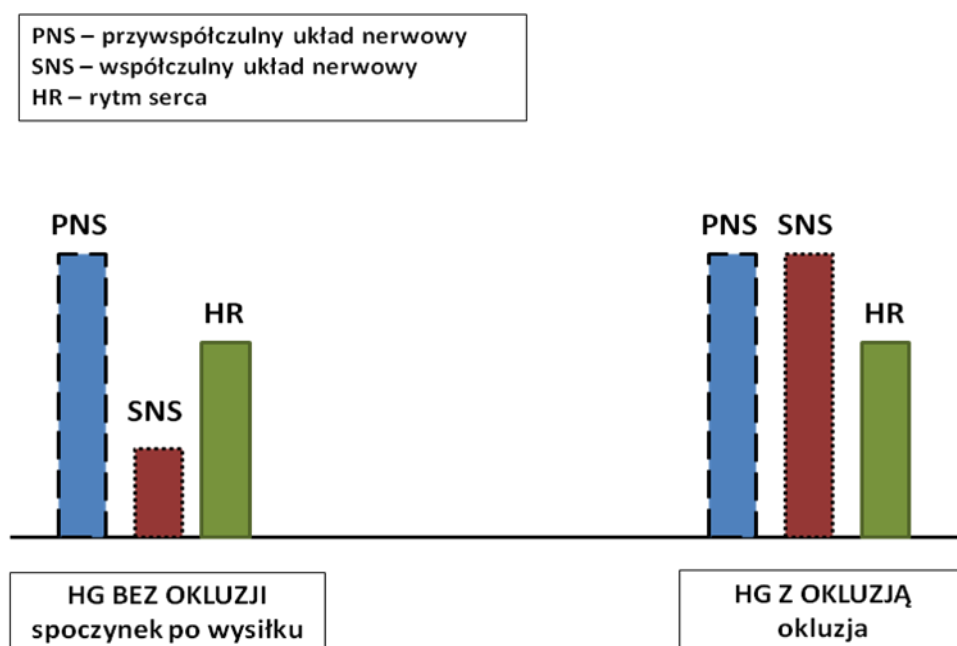 PNS – przywspółczulny układ nerwowy
SNS – współczulny układ nerwowy
HR – rytm serca
PNS
SNS
HR
PNS SNS
HR
HG BEZ OKLUZJI
spoczynek po wysiłku
HG Z OKLUZJĄ
okluzja